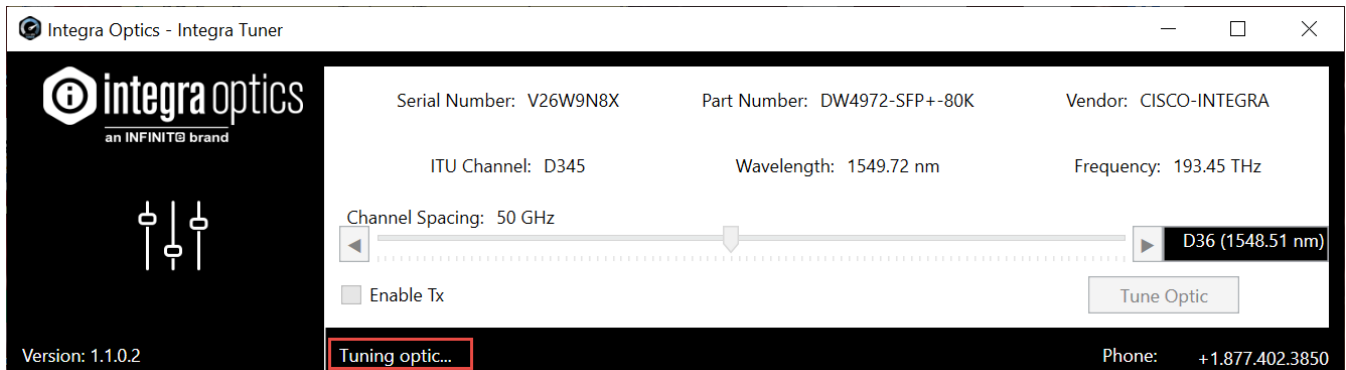 Integra Optics - Integra Tuner
integra optics
an INFINITE brand
Serial Number: V26W9N8X Part Number: DW4972-SFP+-80K Vendor: CISCO-INTEGRA
ITU Channel: D345 Wavelength: 1549.72 nm Frequency: 193.45 THz
Channel Spacing: 50 GHz
D36 (1548.51 nm)
Enable Tx
Tune Optic
Version: 1.1.0.2 Tuning optic... Phone: +1.877.402.3850